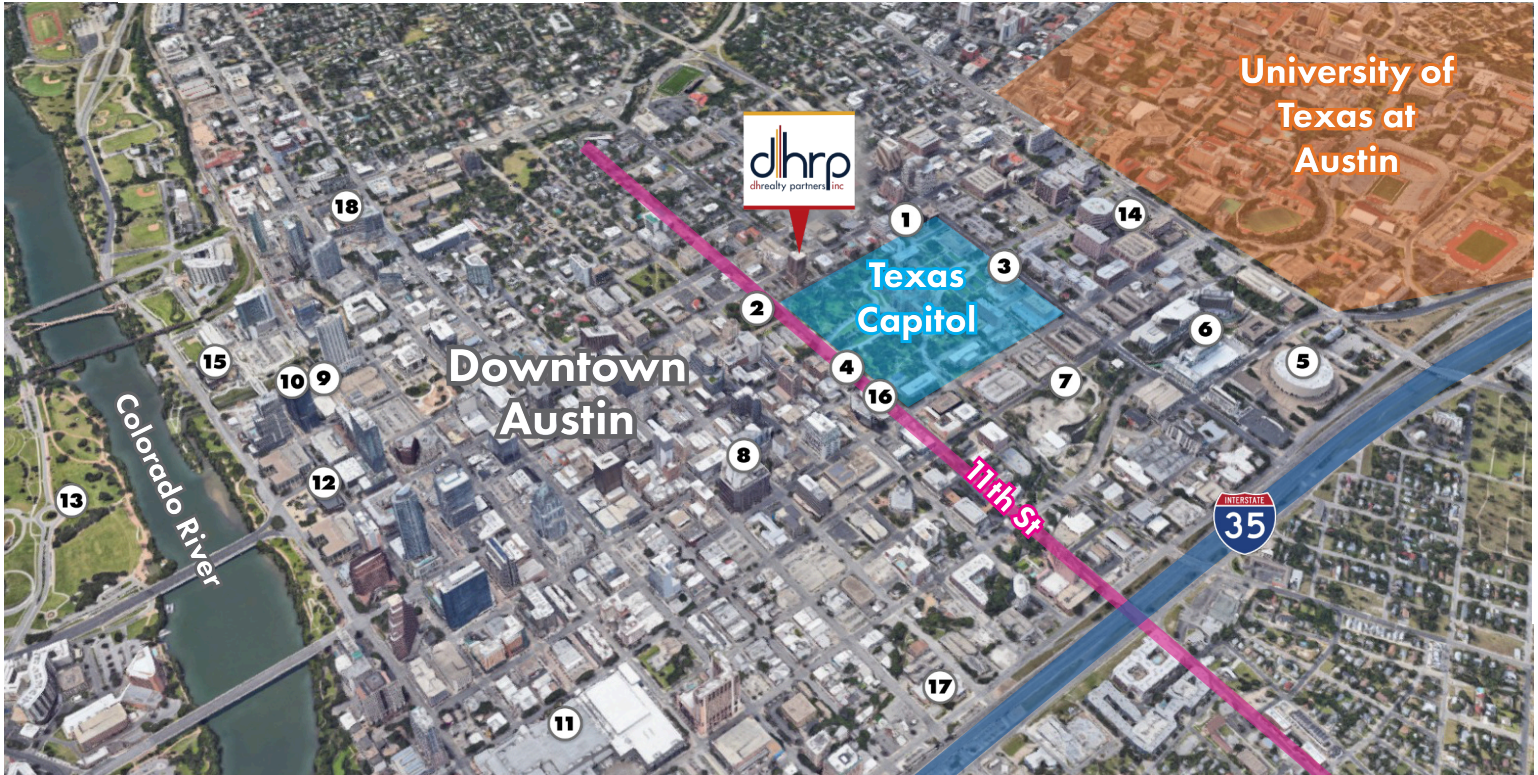 University of
Texas at
Austin
dhrp
dhrealty partners inc
18
1
14
3
Texas
Capitol
2
6
15
Downtown
Austin
4
5
10
9
7
16
Colorado River
8
12
11th St
13
INTERSTATE
35
17
11